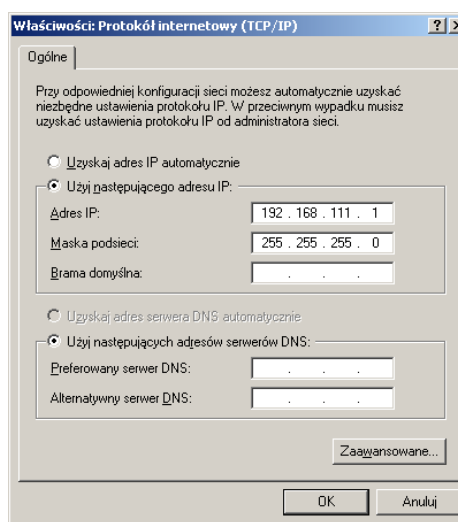 Właściwości: Protokół internetowy (TCP/IP)
Ogólne
Przy odpowiedniej konfiguracji sieci możesz automatycznie uzyskać
niezbędne ustawienia protokołu IP. W przeciwnym wypadku musisz
uzyskać ustawienia protokołu IP od administratora sieci.
Uzyskaj adres IP automatycznie
Użyj następującego adresu IP:
Adres IP: 192 . 168 . 111 . 1
Maska podsieci: 255 . 255 . 255 . 0
Brama domyślna: . . .
Uzyskaj adres serwera DNS automatycznie
Użyj następujących adresów serwerów DNS:
Preferowany serwer DNS: . . .
Alternatywny serwer DNS: . . .
Zaawansowane...
OK Anuluj